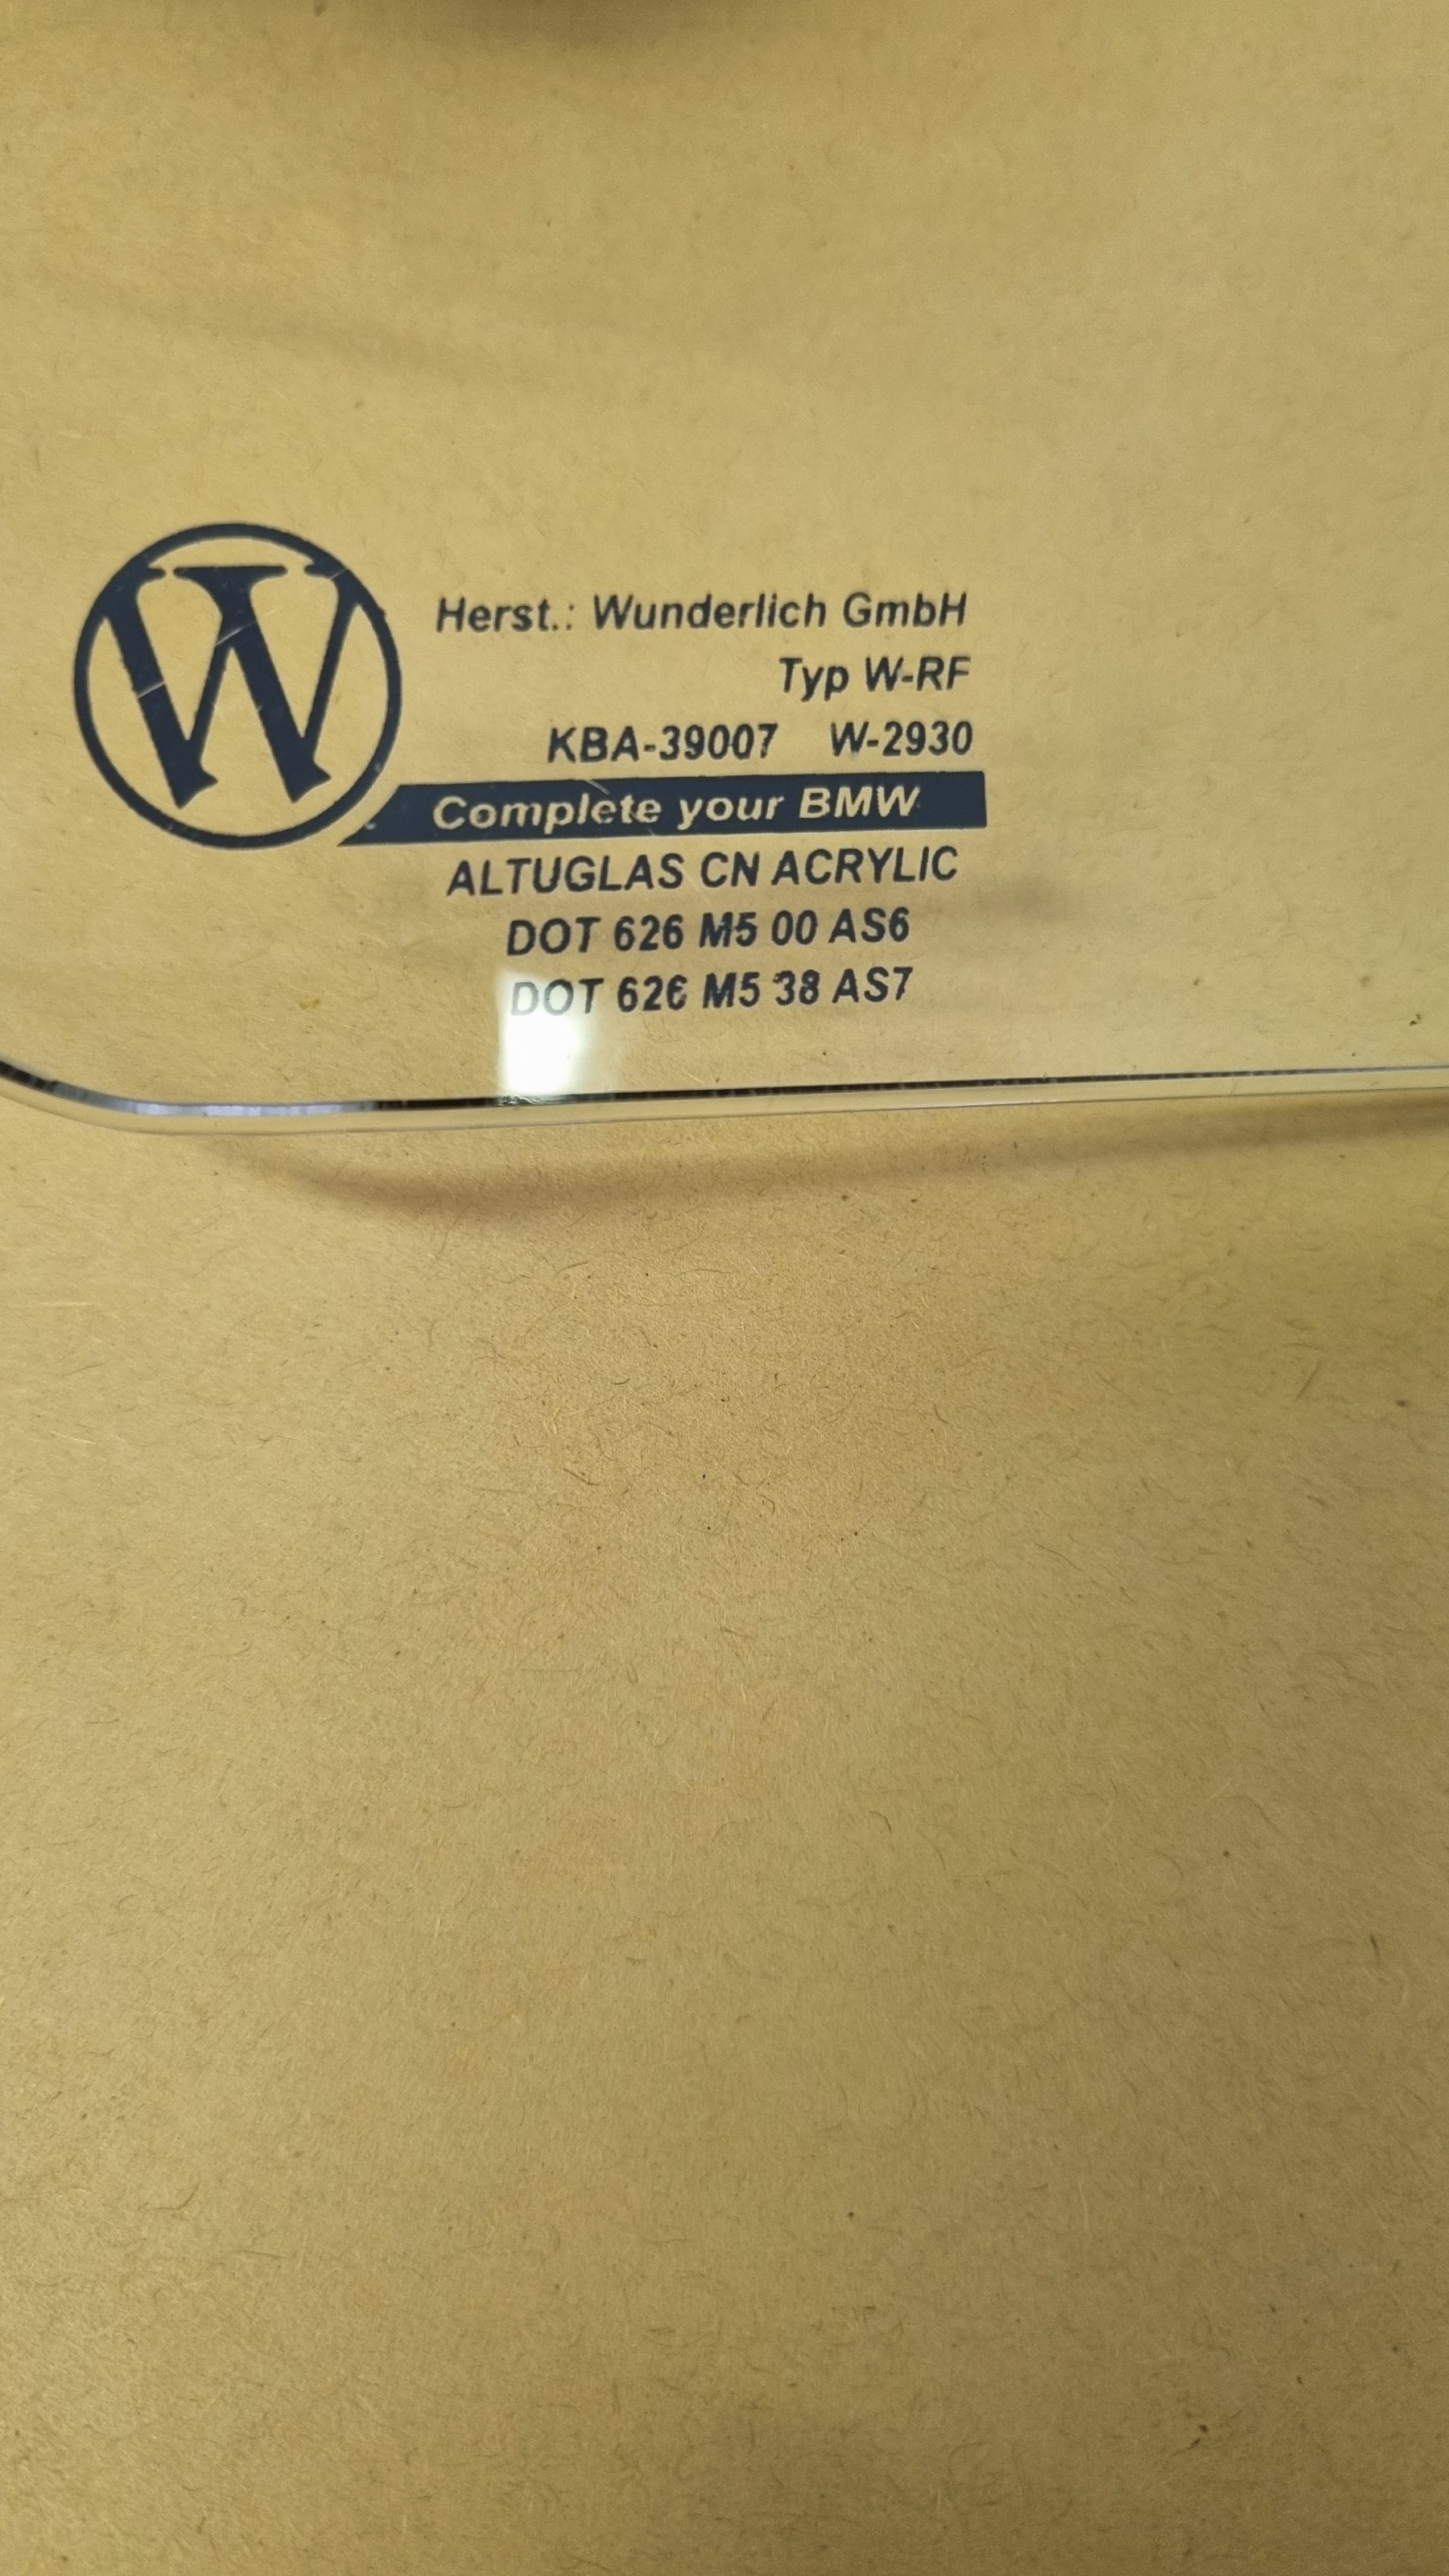 W
Herst.: Wunderlich GmbH
Typ W-RF
KBA-39007 W-2930
Complete your BMW
ALTUGLAS CN ACRYLIC
DOT 626 M5 00 AS6
DOT 626 M5 38 AS7